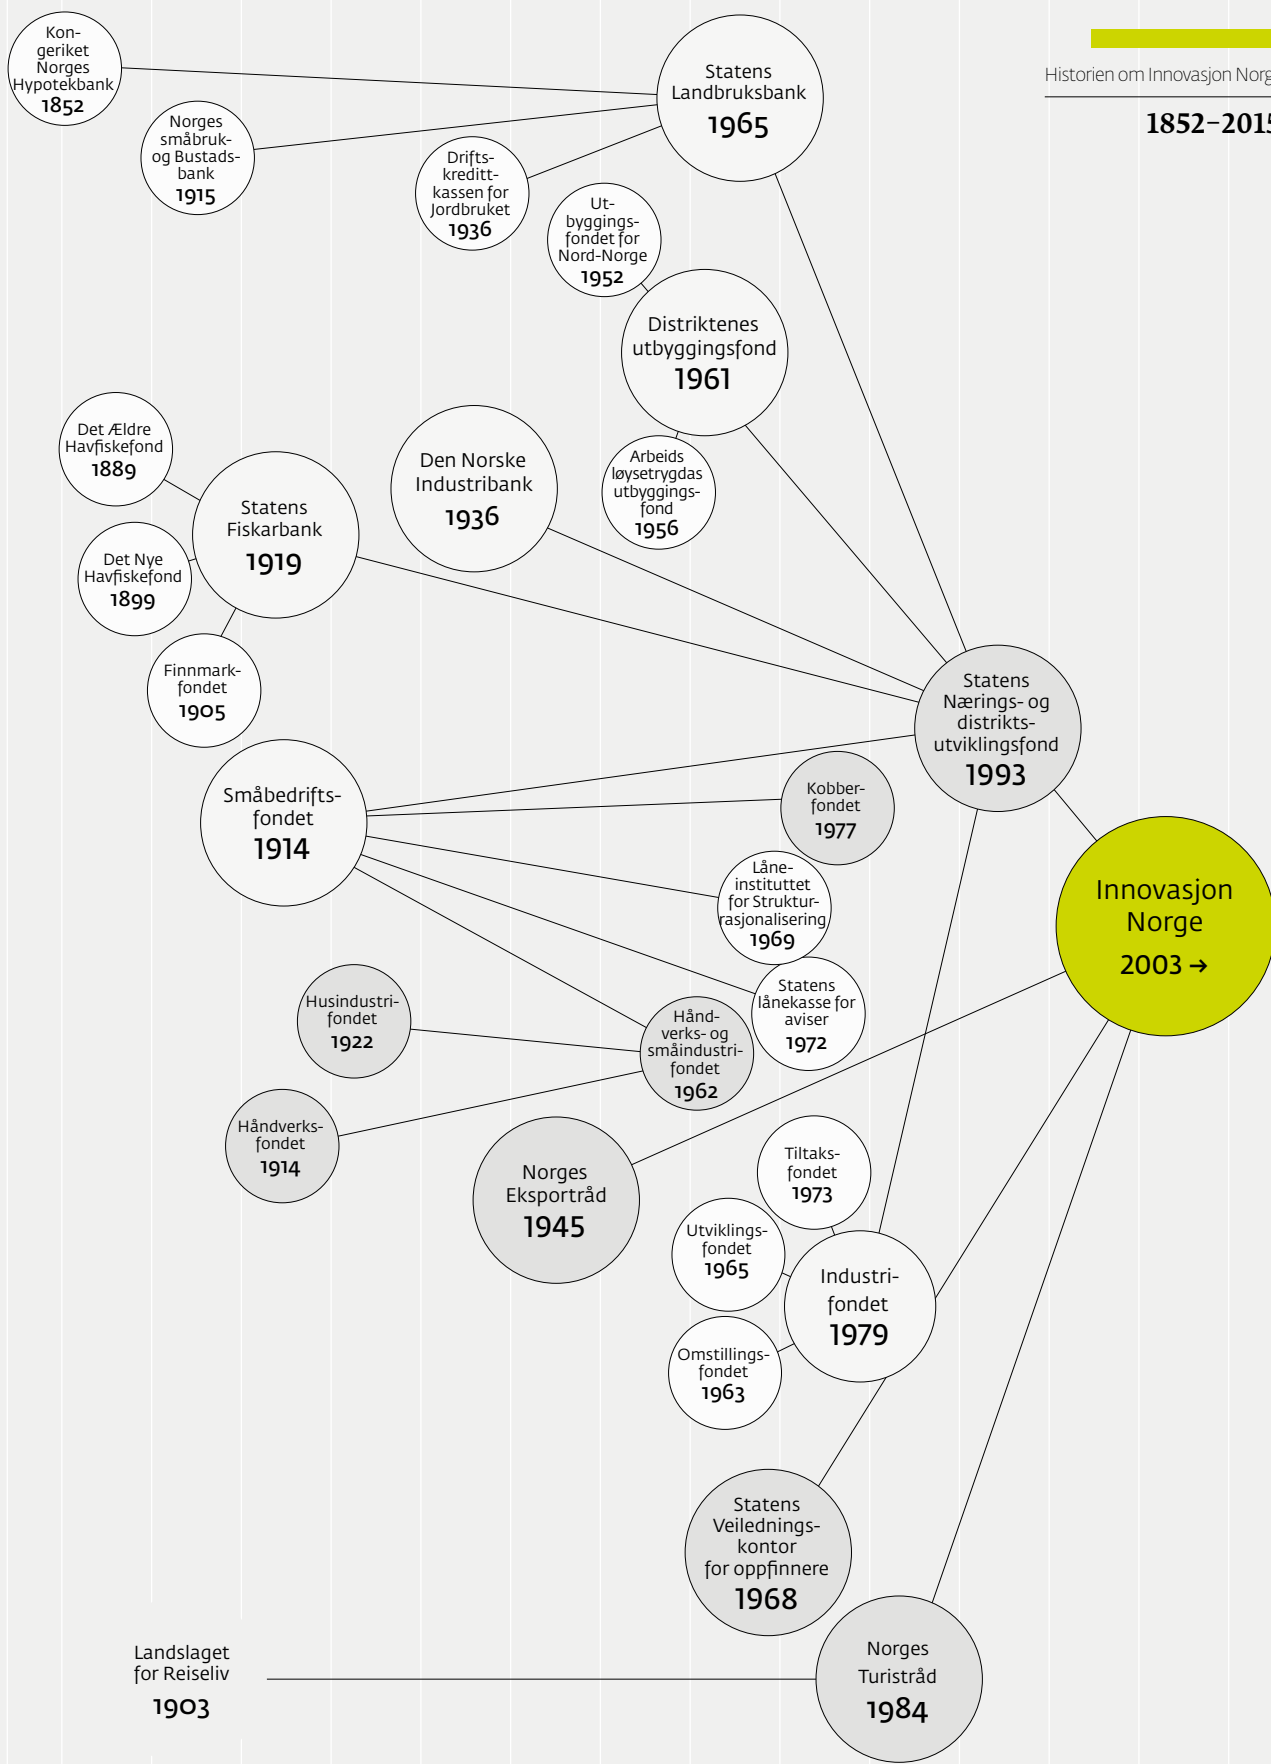 Historien om Innovasjon Norg
1852–2015
Kon-
geriket
Norges
Hypotekbank
1852
Norges
småbruk-
og Bustads-
bank
1915
Drifts-
kreditt-
kassen for
Jordbruket
1936
Statens
Landbruksbank
1965
Ut-
byggings-
fondet for
Nord-Norge
1952
Distriktenes
utbyggingsfond
1961
Arbeids
løysetrygdas
utbyggings-
fond
1956
Den Norske
Industribank
1936
Det Ældre
Havfiskefond
1889
Statens
Fiskarbank
1919
Det Nye
Havfiskefond
1899
Finnmark-
fondet
1905
Statens
Nærings- og
distrikts-
utviklingsfond
1993
Småbedrifts-
fondet
1914
Kobber-
fondet
1977
Låne-
instituttet
for Struktur-
rasjonalisering
1969
Innovasjon
Norge
2003 →
Statens
lånekasse for
aviser
1972
Husindustri-
fondet
1922
Hånd-
verks- og
småindustri-
fondet
1962
Håndverks-
fondet
1914
Norges
Eksportråd
1945
Tiltaks-
fondet
1973
Utviklings-
fondet
1965
Industri-
fondet
1979
Omstillings-
fondet
1963
Statens
Veilednings-
kontor
for oppfinnere
1968
Landslaget
for Reiseliv
1903
Norges
Turistråd
1984